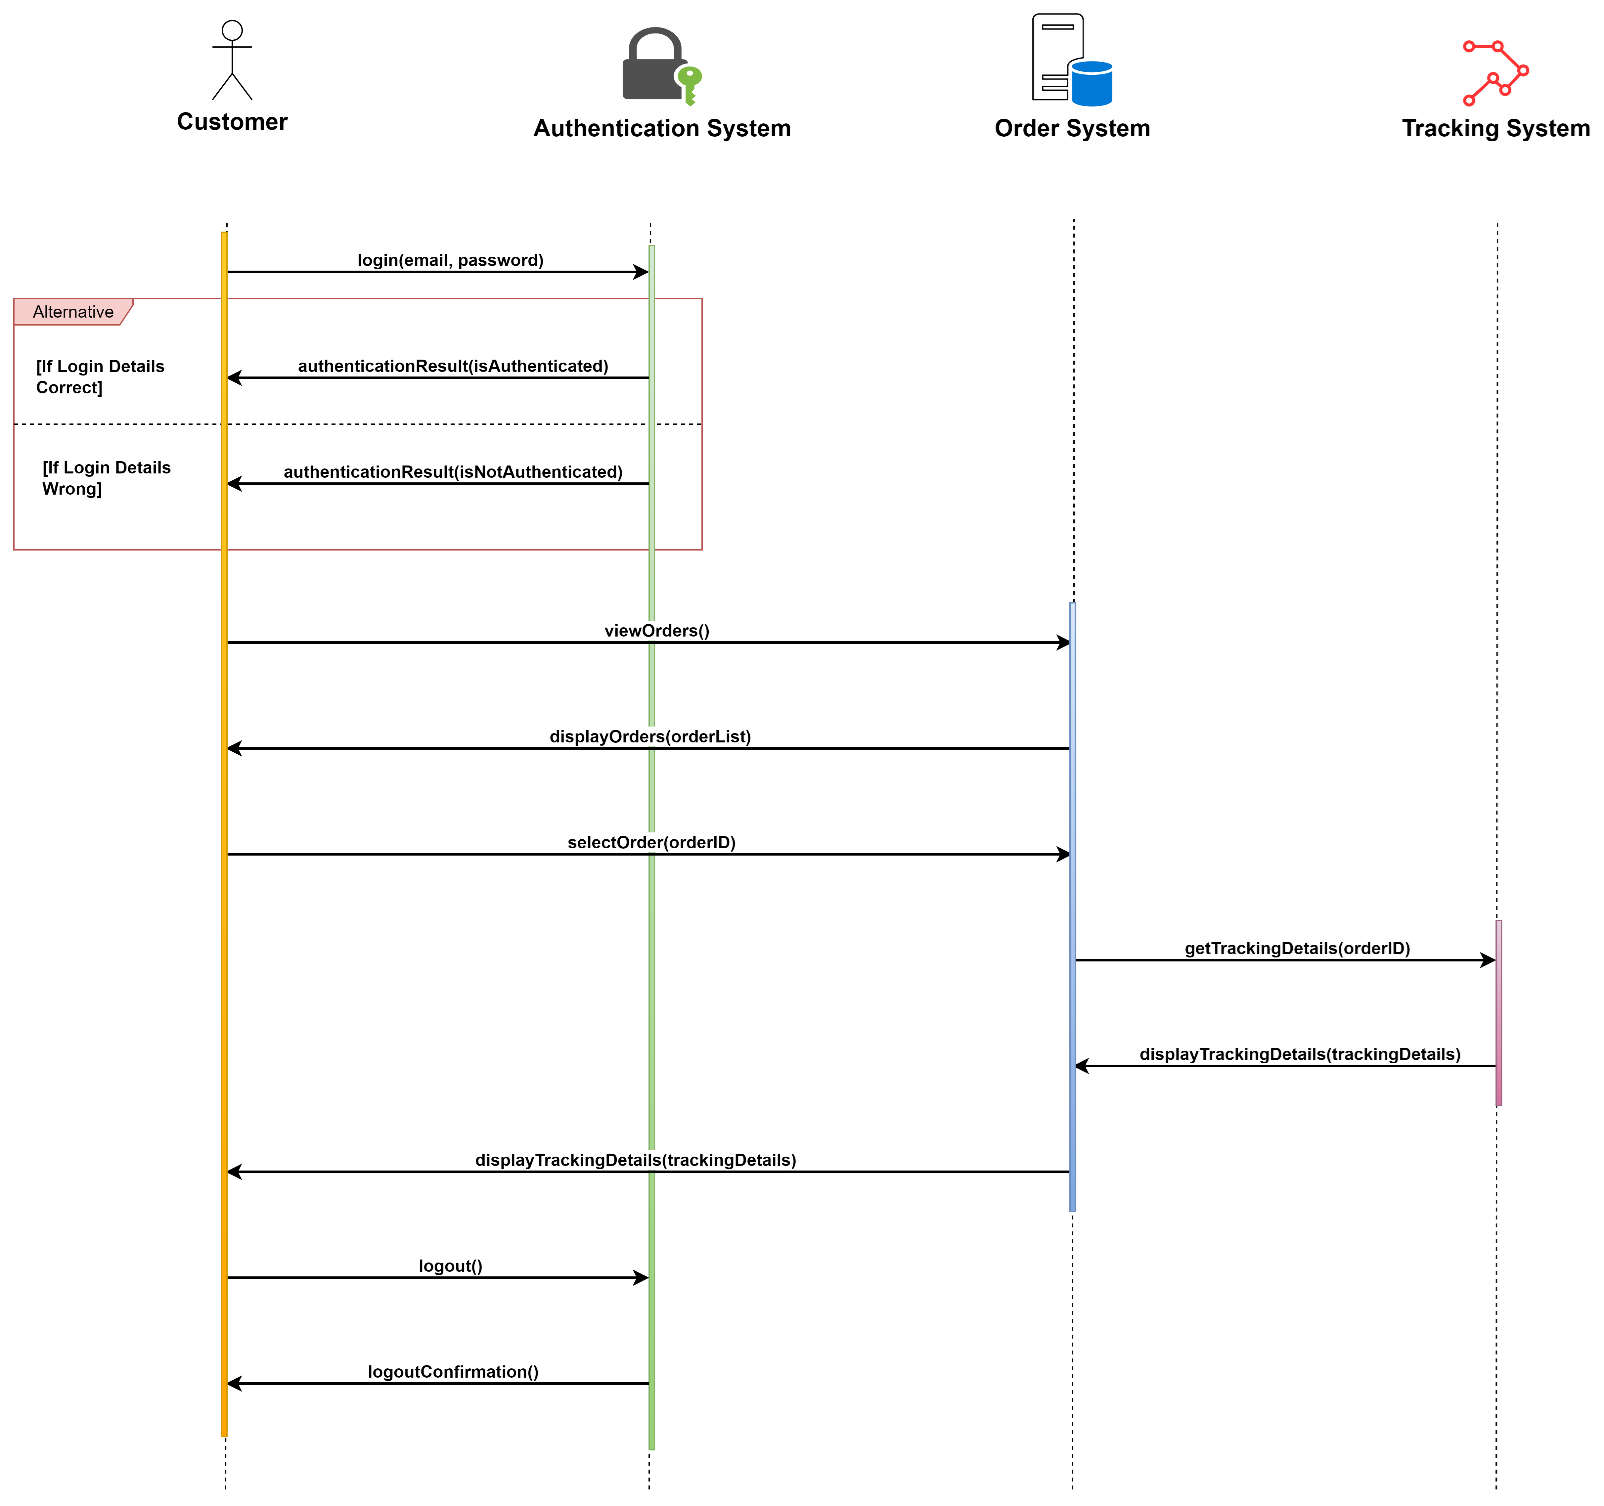 Customer
Authentication System
Order System
Tracking System
login(email, password)
Alternative
[If Login Details
Correct]
authenticationResult(isAuthenticated)
[If Login Details
Wrong]
authenticationResult(isNotAuthenticated)
viewOrders()
displayOrders(orderList)
selectOrder(orderID)
getTrackingDetails(orderID)
displayTrackingDetails(trackingDetails)
displayTrackingDetails(trackingDetails)
logout()
logoutConfirmation()